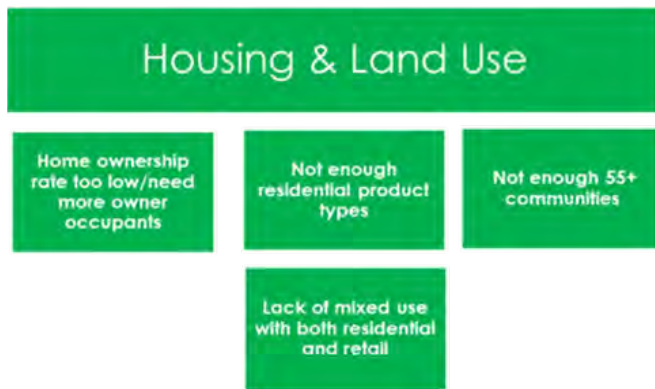 Housing & Land Use
Home ownership
rate too low/need
more owner
occupants
Not enough
residential product
types
Not enough 55+
communities
Lack of mixed use
with both residential
and retail